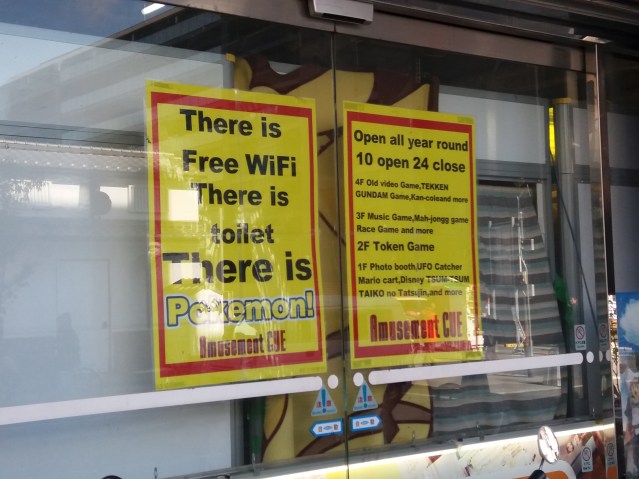 There is
Free WiFi
There is
toilet
There is
Pokemon!
Amusement CUE
Open all year round
10 open 24 close
4F Old video Game,TEKKEN
GUNDAM Game,Kan-coleand more
3F Music Game,Mah-jongg game
Race Game and more
2F Token Game
1F Photo booth,UFO Catcher
Mario cart,Disney TSUM-TSUM
TAIKO no Tatsujin,and more
Amusement CUE